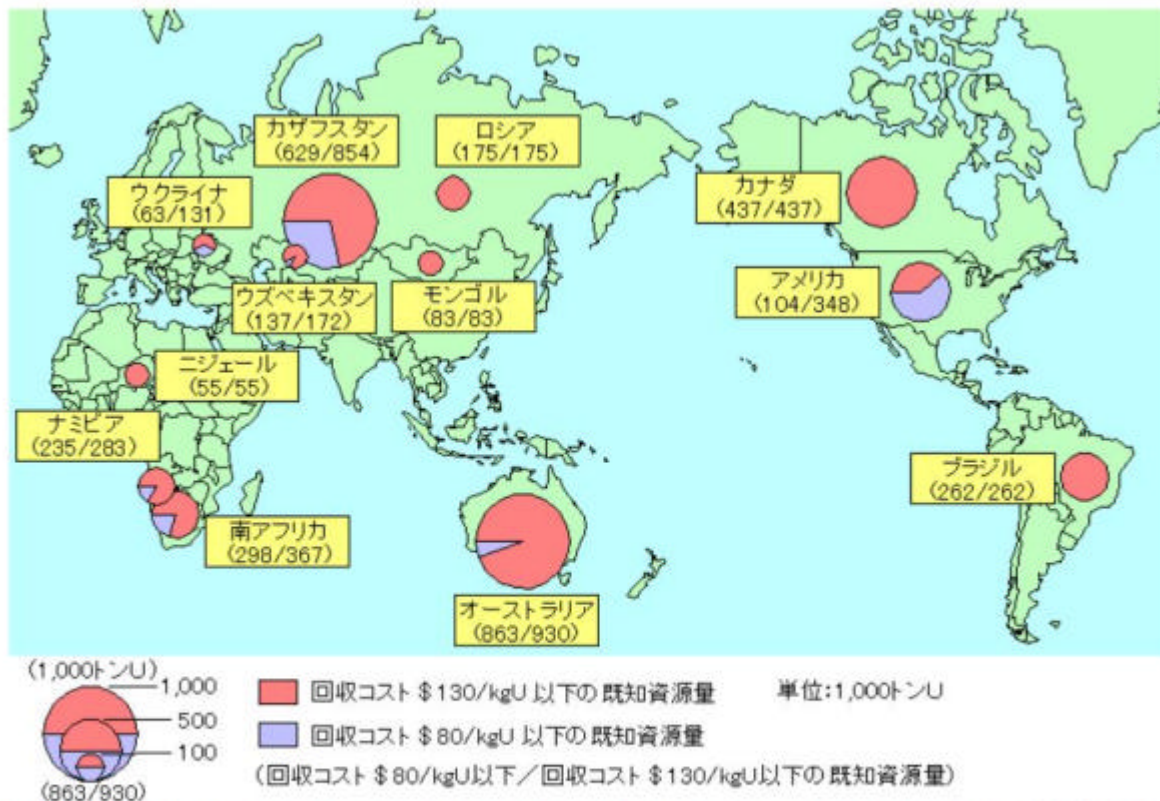 カザフスタン
(629/854)
ロシア
(175/175)
ウクライナ
(63/131)
カナダ
(437/437)
ウズベキスタン
(137/172)
モンゴル
(83/83)
アメリカ
(104/348)
ニジェール
(55/55)
ナミビア
(235/283)
ブラジル
(262/262)
南アフリカ
(298/367)
オーストラリア
(863/930)
(1,000トンU)
1,000
500
100
(863/930)
回収コスト$130/kgU以下の既知資源量
単位:1,000トンU
回収コスト$80/kgU以下の既知資源量
(回収コスト$80/kgU以下/回収コスト$130/kgU以下の既知資源量)